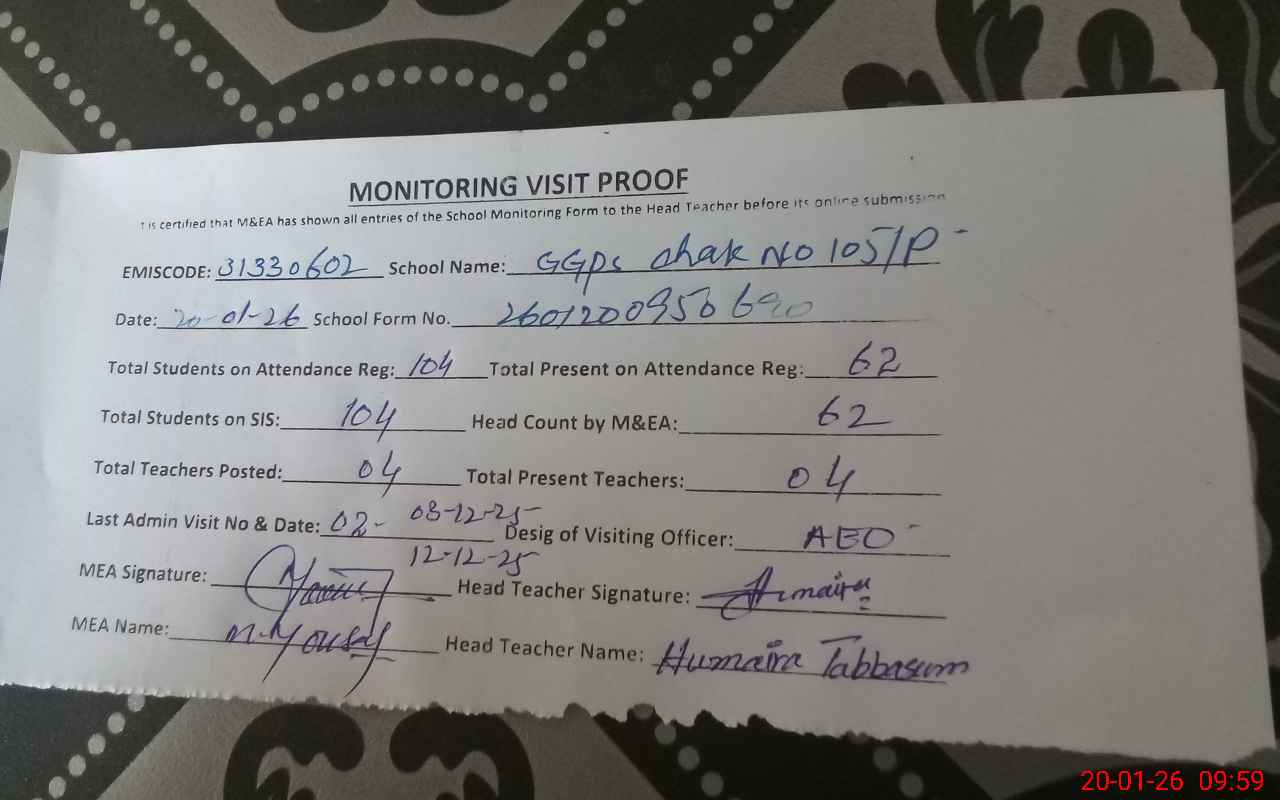 MONITORING VISIT PROOF
t is certified that M&EA has shown all entries of the School Monitoring Form to the Head Teacher before its online submission
EMISCODE: 31330602 School Name: GGPS chak No 105/P -
Date: 20-01-26 School Form No. 2601200950690
Total Students on Attendance Reg: 104 Total Present on Attendance Reg: 62
Total Students on SIS: 104 Head Count by M&EA: 62
Total Teachers Posted: 04 Total Present Teachers: 04
Last Admin Visit No & Date: 02- 08-12-25 Desig of Visiting Officer: AEO -
12-12-25
MEA Signature: Head Teacher Signature: Humaira
MEA Name: M. Yousaf Head Teacher Name: Humaira Tabbasum
20-01-26 09:59